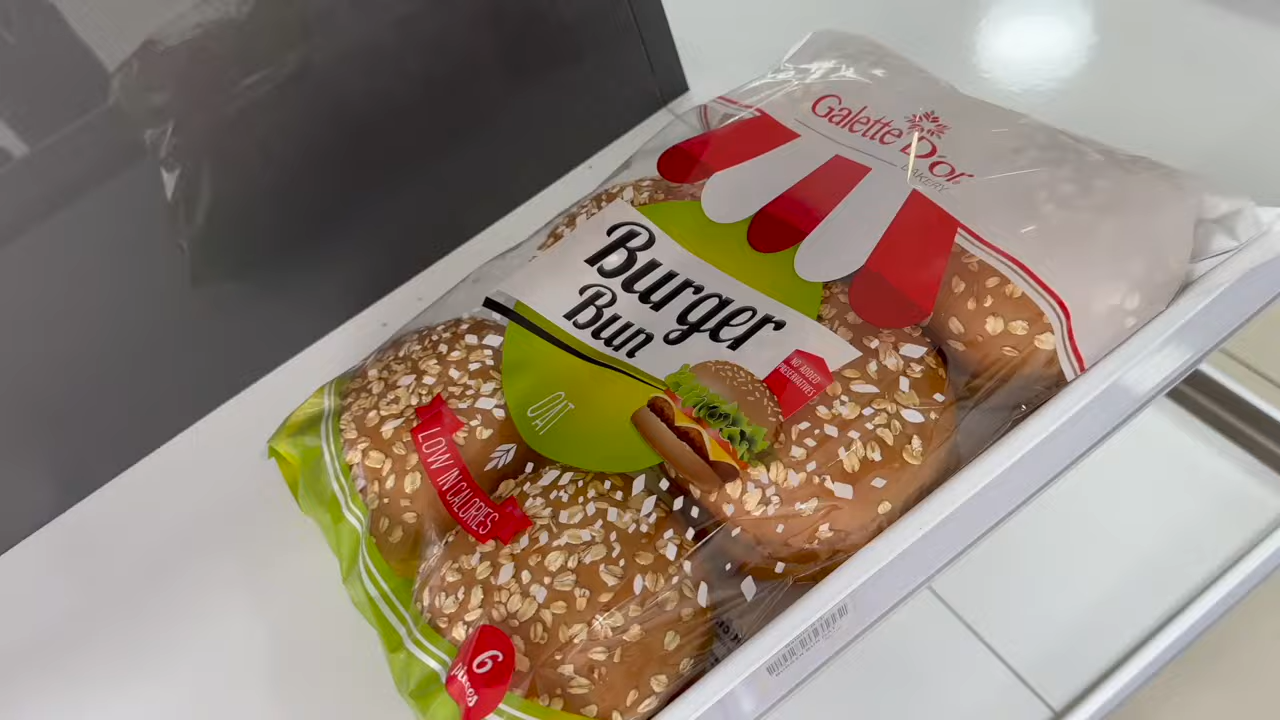 Galette D'or
BAKERY
Burger
Bun
NO ADDED
PRESERVATIVES
OAT
LOW IN CALORIES
6
pieces